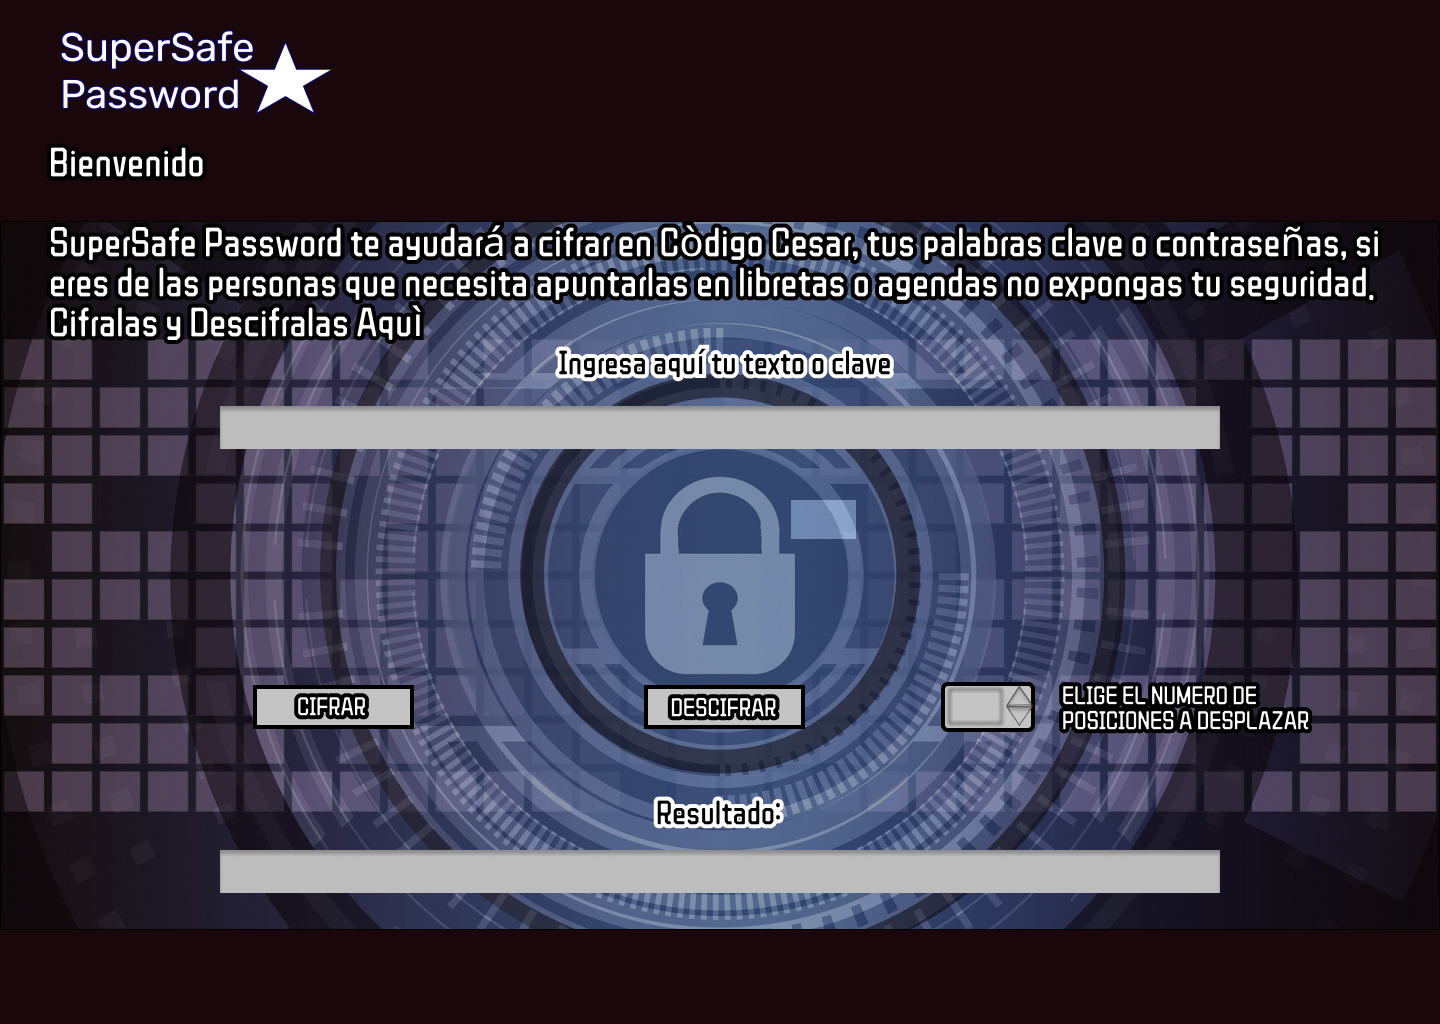 SuperSafe
Password
Bienvenido
SuperSafe Password te ayudará a cifrar en Còdigo Cesar, tus palabras clave o contraseñas, si
eres de las personas que necesita apuntarlas en libretas o agendas no expongas tu seguridad.
Cifralas y Descifralas Aquì
Ingresa aquí tu texto o clave
CIFRAR
DESCIFRAR
ELIGE EL NUMERO DE
POSICIONES A DESPLAZAR
Resultado: